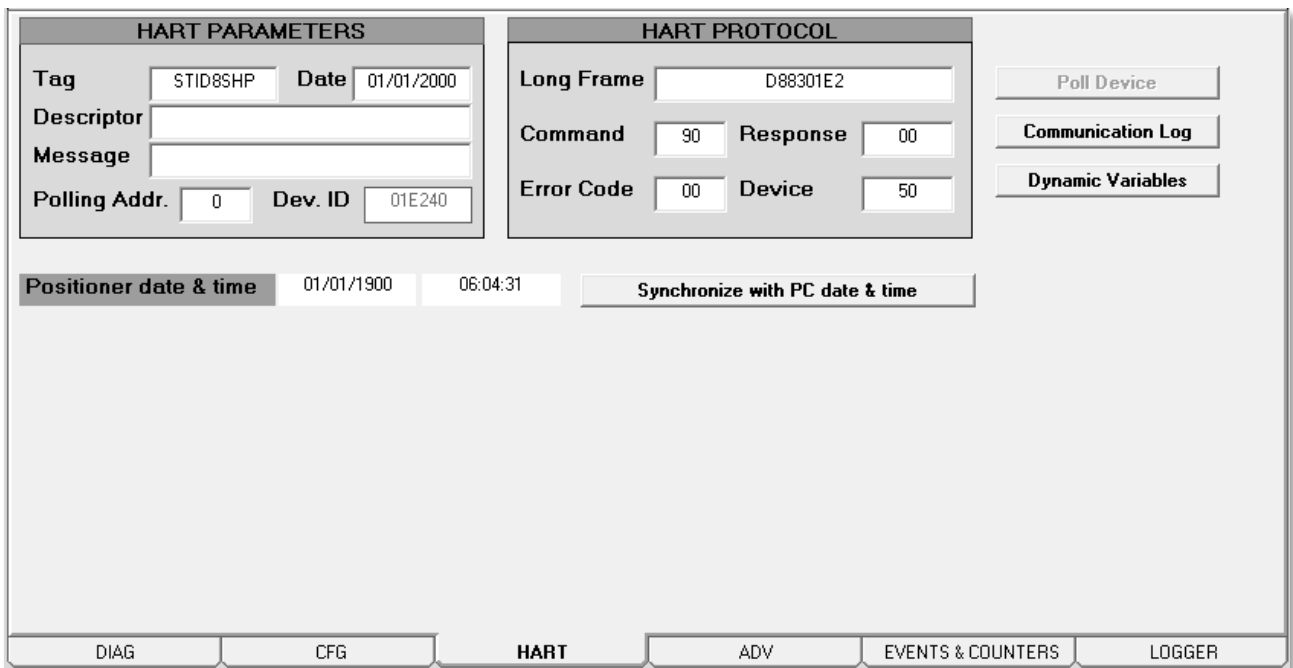 HART PARAMETERS
Tag STID8SHP Date 01/01/2000
Descriptor
Message
Polling Addr. 0 Dev. ID 01E240
HART PROTOCOL
Long Frame D88301E2
Command 90 Response 00
Error Code 00 Device 50
Poll Device
Communication Log
Dynamic Variables
Positioner date & time 01/01/1900 06:04:31 Synchronize with PC date & time
DIAG CFG HART ADV EVENTS & COUNTERS LOGGER